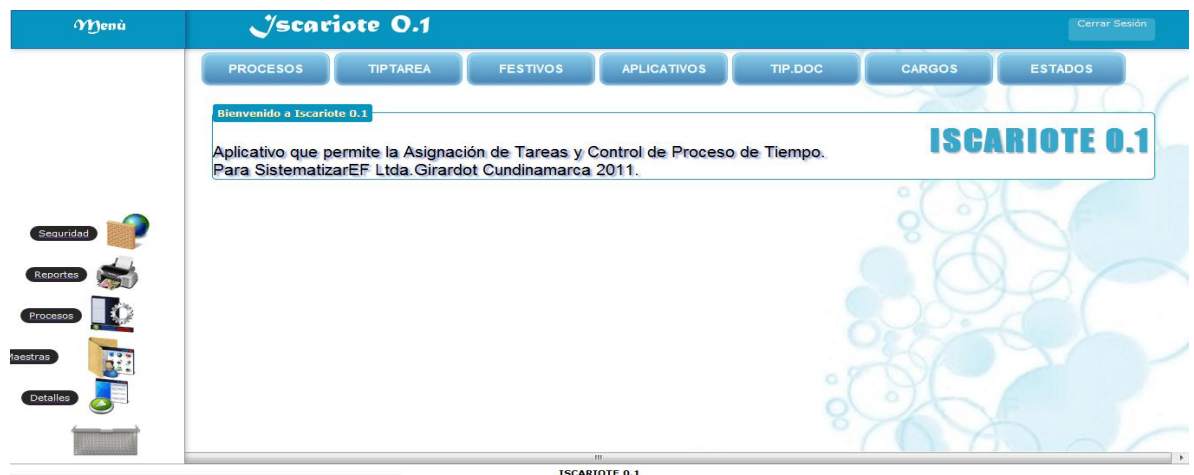 Menù
Iscariote 0.1
Cerrar Sesión
PROCESOS TIPTAREA FESTIVOS APLICATIVOS TIP.DOC CARGOS ESTADOS
Bienvenido a Iscariote 0.1
ISCARIOTE 0.1
Aplicativo que permite la Asignación de Tareas y Control de Proceso de Tiempo.
Para SistematizarEF Ltda.Girardot Cundinamarca 2011.
Seguridad
Reportes
Procesos
Maestras
Detalles
ISCARIOTE 0.1